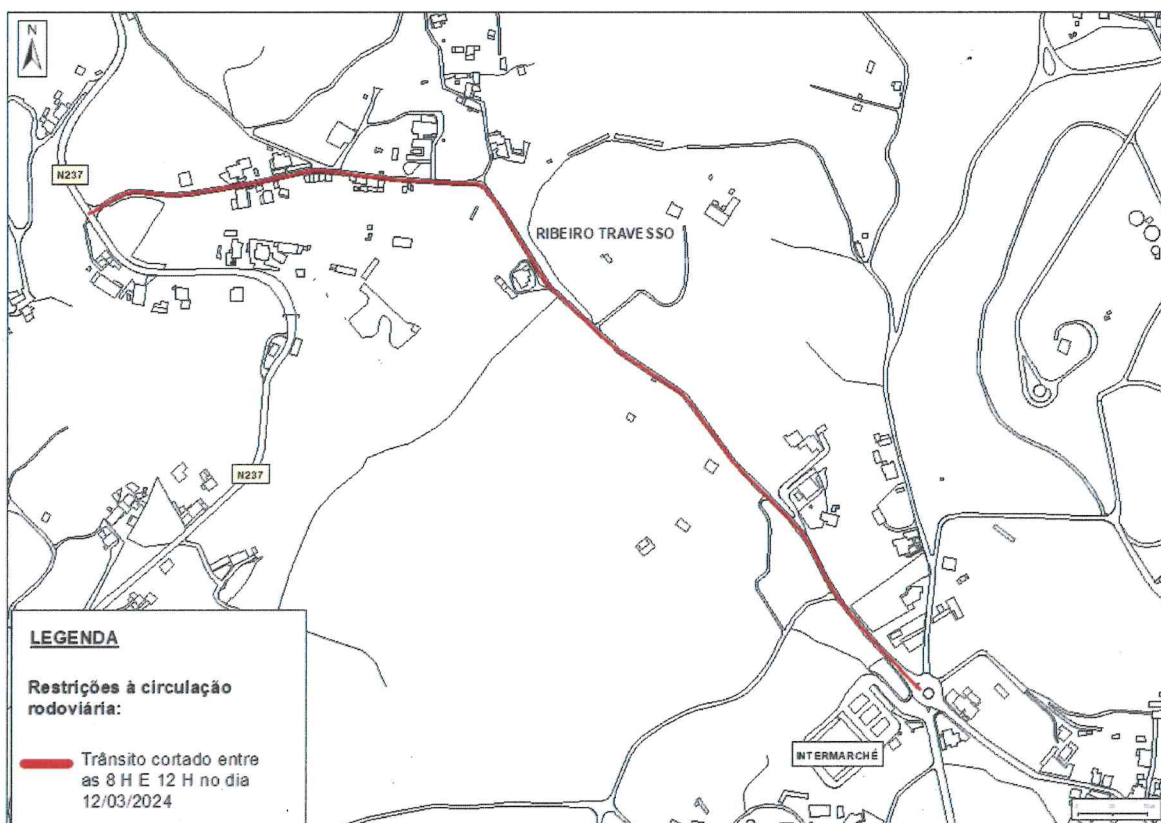 N
N237
RIBEIRO TRAVESSO
N237
INTERMARCHÉ
LEGENDA
Restrições à circulação
rodoviária:
Trânsito cortado entre
as 8 H E 12 H no dia
12/03/2024